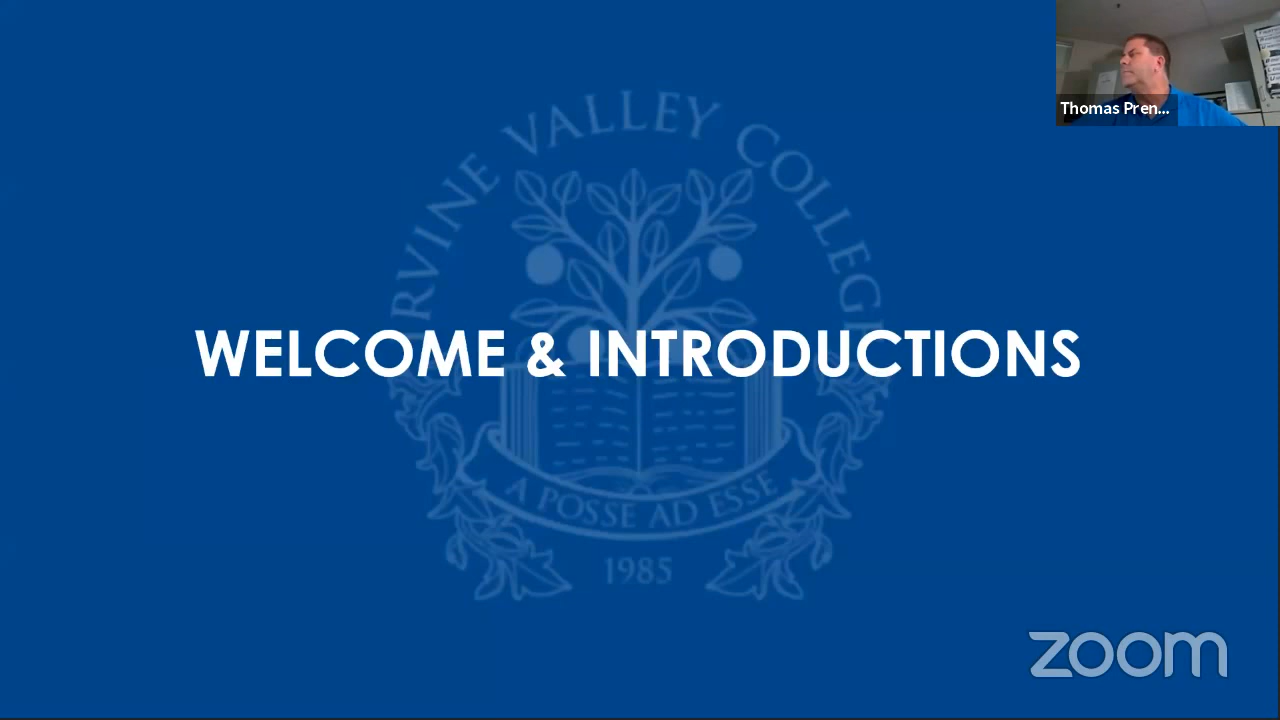 Thomas Pren...
IRVINE VALLEY COLLEGE
WELCOME & INTRODUCTIONS
A POSSE AD ESSE
1985
zoom